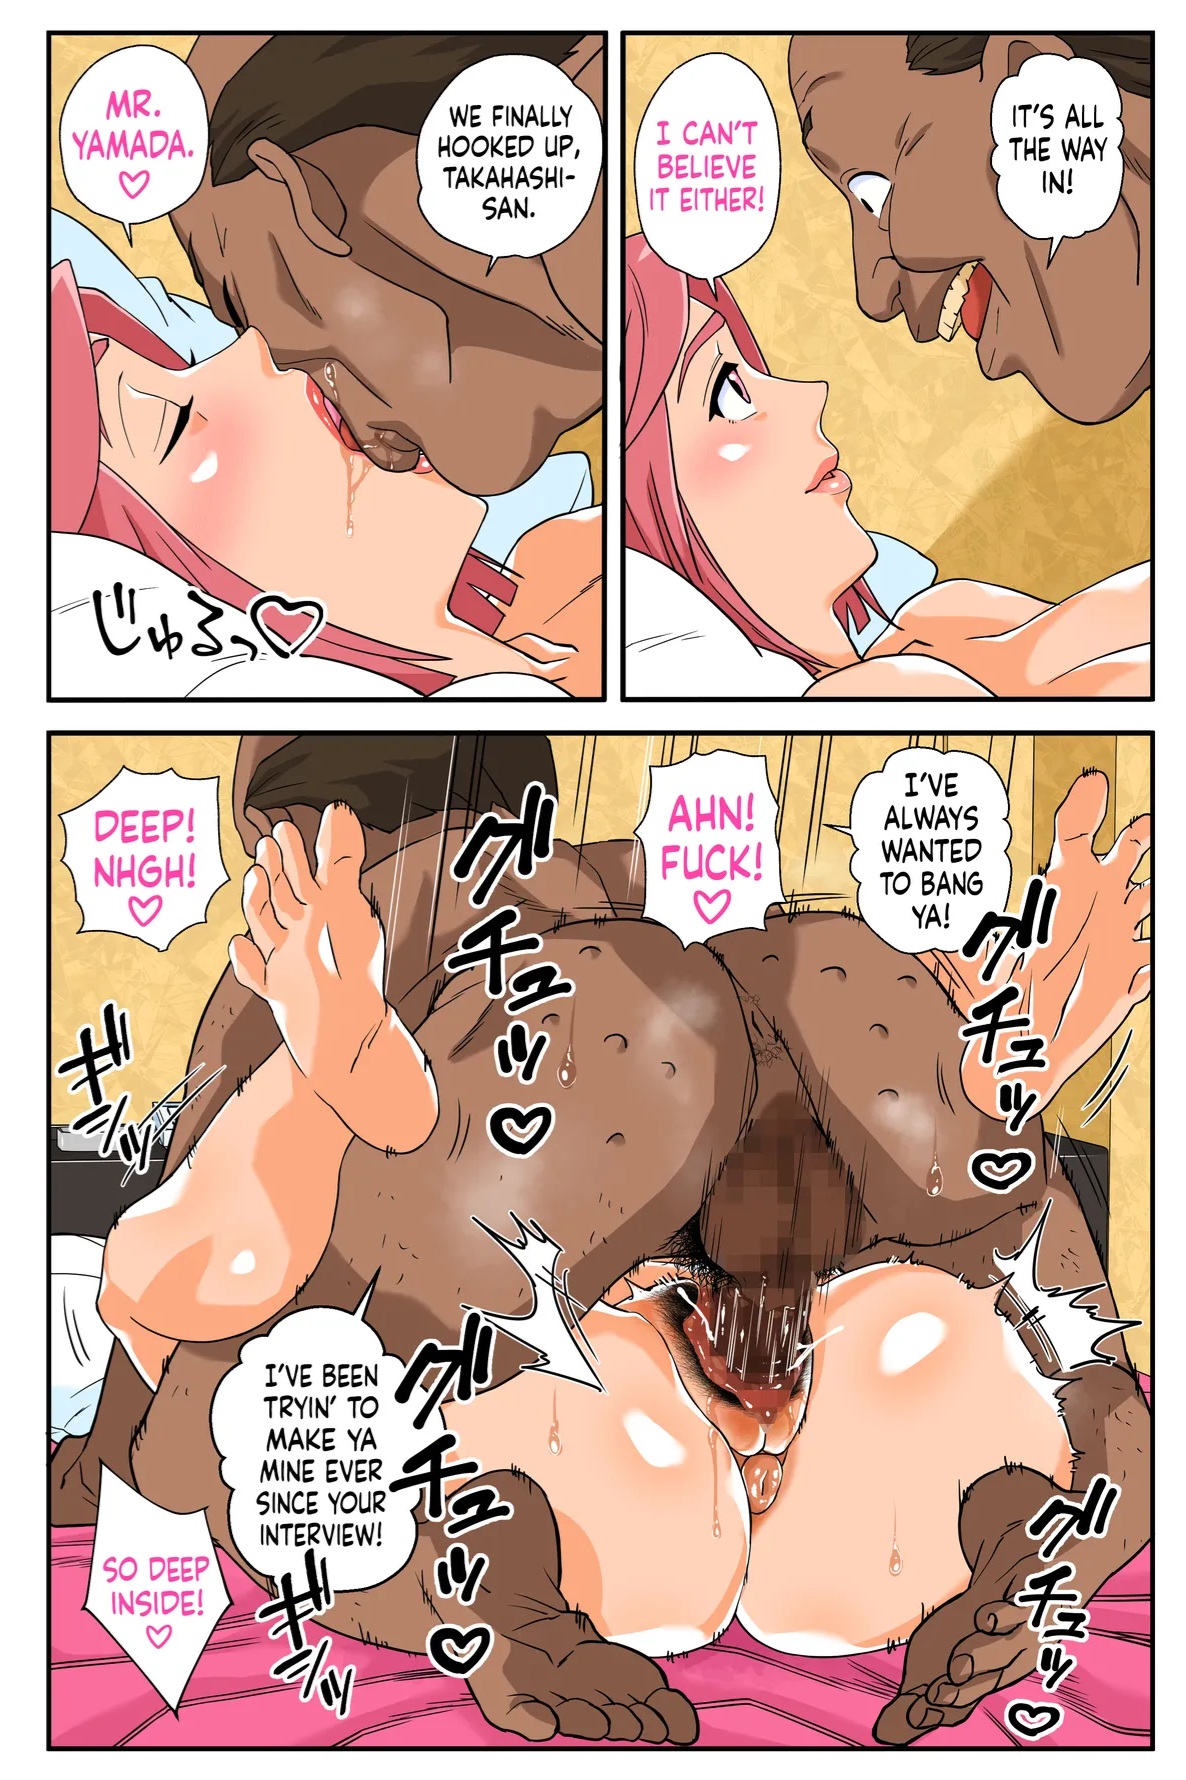 MR.
YAMADA.
♡
WE FINALLY
HOOKED UP,
TAKAHASHI-
SAN.
じゅるっ♡
I CAN'T
BELIEVE
IT EITHER!
IT'S ALL
THE WAY
IN!
DEEP!
NHGH!
♡
グ
チュ
ッ
♡
AHN!
FUCK!
♡
I'VE
ALWAYS
WANTED
TO BANG
YA!
グ
チュ
ッ
♡
ギ
シッ
I'VE BEEN
TRYIN' TO
MAKE YA
MINE EVER
SINCE YOUR
INTERVIEW!
グ
チュ
ッ
♡
SO DEEP
INSIDE!
♡
ギ
シッ
グ
チュ
ッ
♡